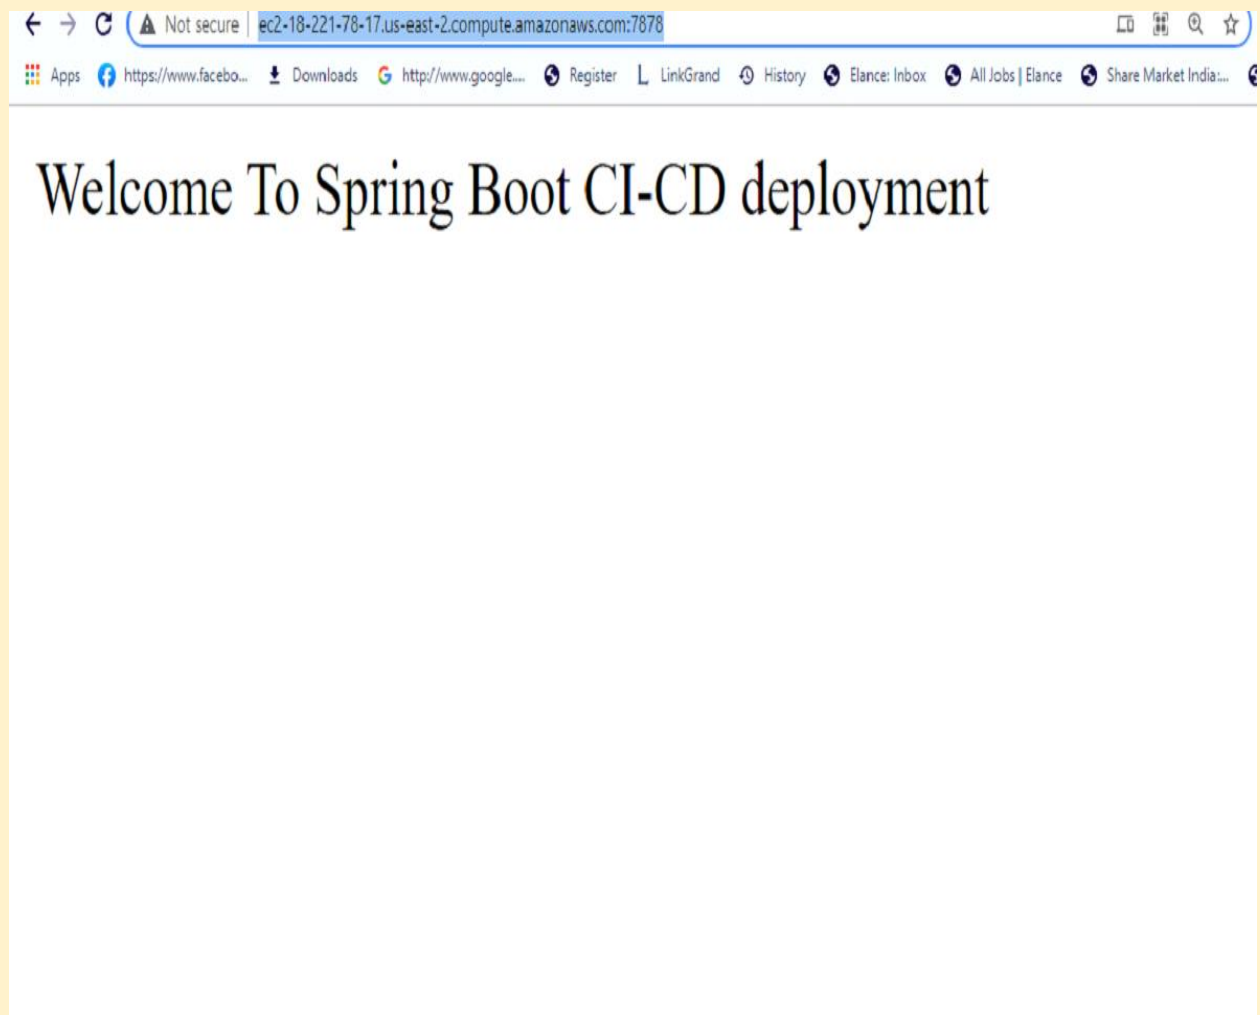 Not secure ec2-18-221-78-17.us-east-2.compute.amazonaws.com:7878
Apps https://www.facebo... Downloads http://www.google.... Register LinkGrand History Elance: Inbox All Jobs | Elance Share Market India:...
Welcome To Spring Boot CI-CD deployment